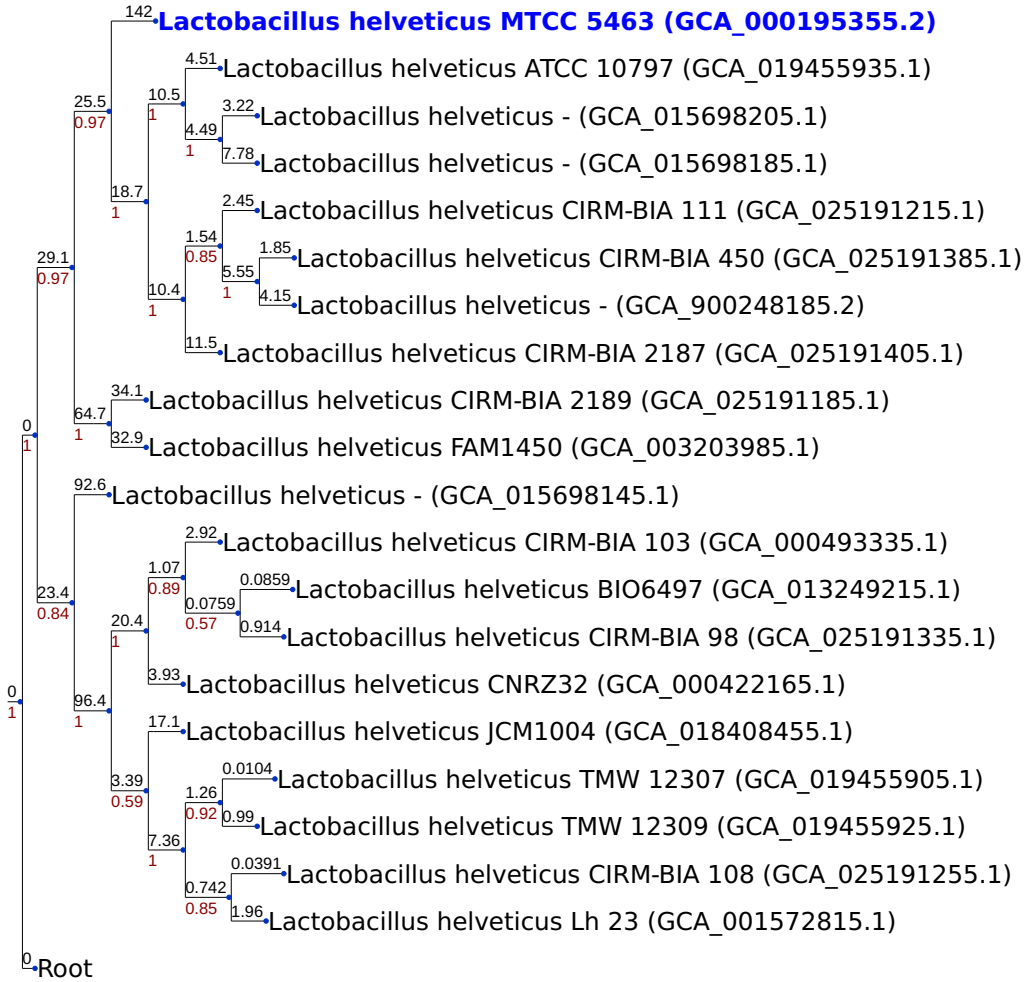 142
Lactobacillus helveticus MTCC 5463 (GCA_000195355.2)
4.51
Lactobacillus helveticus ATCC 10797 (GCA_019455935.1)
25.5
0.97
10.5
1
3.22
Lactobacillus helveticus - (GCA_015698205.1)
4.49
1
7.78
Lactobacillus helveticus - (GCA_015698185.1)
18.7
1
2.45
Lactobacillus helveticus CIRM-BIA 111 (GCA_025191215.1)
1.54
0.85
1.85
Lactobacillus helveticus CIRM-BIA 450 (GCA_025191385.1)
29.1
0.97
5.55
1
10.4
1
4.15
Lactobacillus helveticus - (GCA_900248185.2)
11.5
Lactobacillus helveticus CIRM-BIA 2187 (GCA_025191405.1)
34.1
Lactobacillus helveticus CIRM-BIA 2189 (GCA_025191185.1)
64.7
1
32.9
Lactobacillus helveticus FAM1450 (GCA_003203985.1)
0
1
92.6
Lactobacillus helveticus - (GCA_015698145.1)
2.92
Lactobacillus helveticus CIRM-BIA 103 (GCA_000493335.1)
1.07
0.89
0.0859
Lactobacillus helveticus BIO6497 (GCA_013249215.1)
23.4
0.84
0.0759
0.57
0.914
Lactobacillus helveticus CIRM-BIA 98 (GCA_025191335.1)
20.4
1
3.93
Lactobacillus helveticus CNRZ32 (GCA_000422165.1)
0
1
96.4
1
17.1
Lactobacillus helveticus JCM1004 (GCA_018408455.1)
0.0104
Lactobacillus helveticus TMW 12307 (GCA_019455905.1)
3.39
0.59
1.26
0.92
0.99
Lactobacillus helveticus TMW 12309 (GCA_019455925.1)
7.36
1
0.0391
Lactobacillus helveticus CIRM-BIA 108 (GCA_025191255.1)
0.742
0.85
1.96
Lactobacillus helveticus Lh 23 (GCA_001572815.1)
0
Root